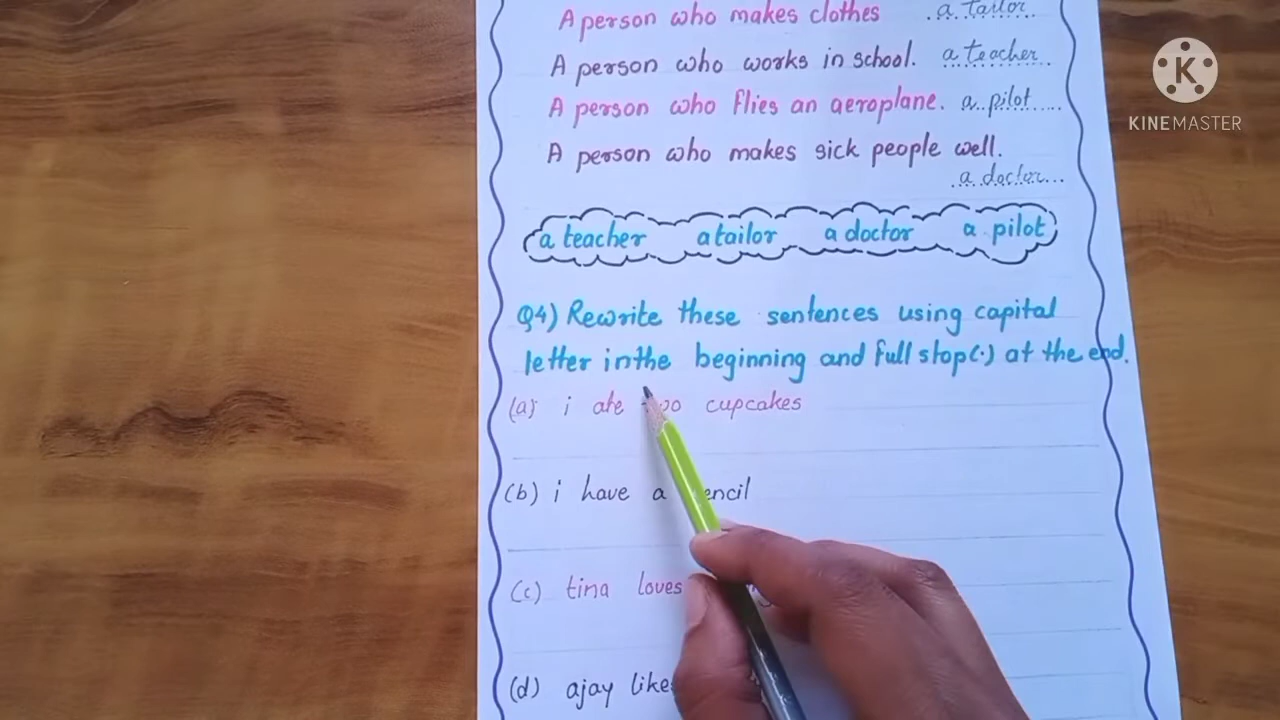 A person who makes clothes a tailor
A person who works in school. a teacher
A person who flies an aeroplane. a pilot
A person who makes sick people well.
a doctor
a teacher a tailor a doctor a pilot
Q4) Rewrite these sentences using capital
letter in the beginning and full stop(.) at the end.
(a) i ate two cupcakes
(b) i have a pencil
(c) tina loves
(d) ajay likes
K
KINEMASTER